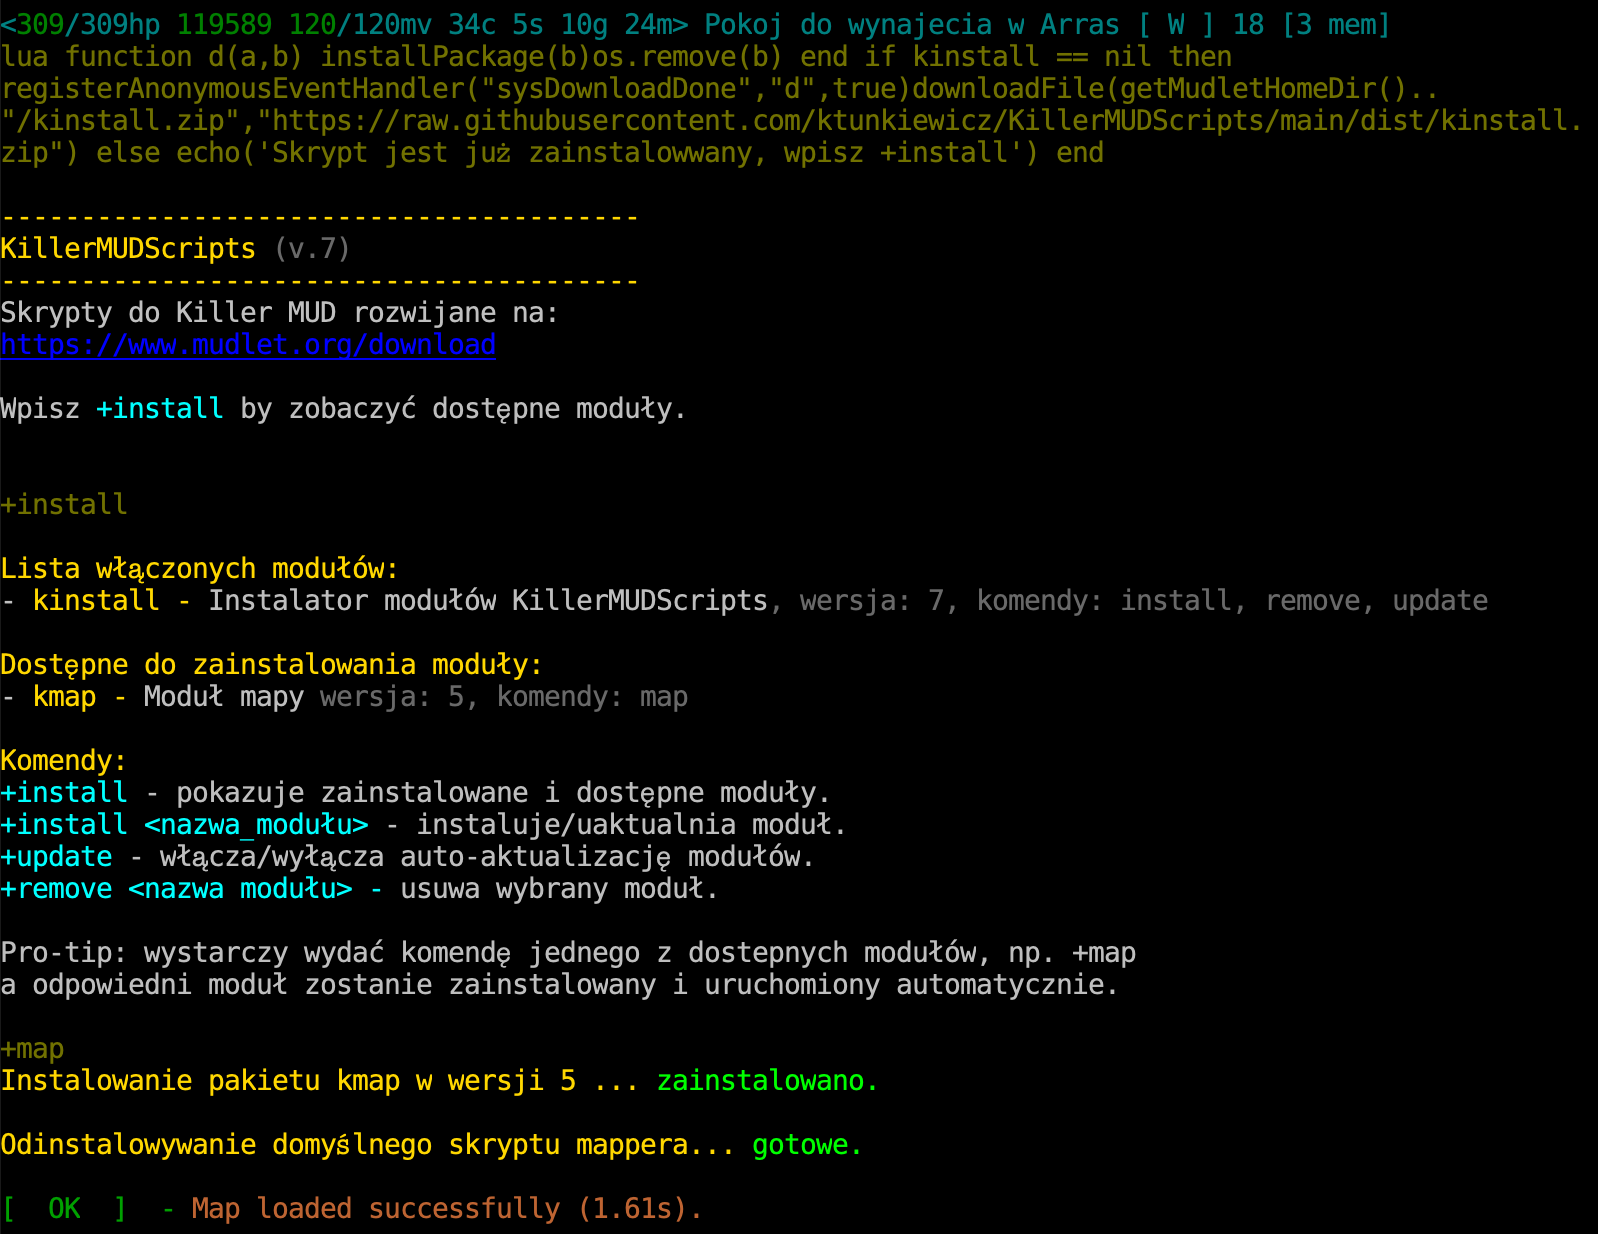 <309/309hp 119589 120/120mv 34c 5s 10g 24m> Pokoj do wynajecia w Arras [ W ] 18 [3 mem]
lua function d(a,b) installPackage(b)os.remove(b) end if kinstall == nil then
registerAnonymousEventHandler("sysDownloadDone","d",true)downloadFile(getMudletHomeDir()..
"/kinstall.zip","https://raw.githubusercontent.com/ktunkiewicz/KillerMUDScripts/main/dist/kinstall.
zip") else echo('Skrypt jest już zainstalowwany, wpisz +install') end
----------------------------------------
KillerMUDScripts (v.7)
----------------------------------------
Skrypty do Killer MUD rozwijane na:
https://www.mudlet.org/download
Wpisz +install by zobaczyć dostępne moduły.
+install
Lista włączonych modułów:
- kinstall - Instalator modułów KillerMUDScripts, wersja: 7, komendy: install, remove, update
Dostępne do zainstalowania moduły:
- kmap - Moduł mapy wersja: 5, komendy: map
Komendy:
+install - pokazuje zainstalowane i dostępne moduły.
+install <nazwa_modułu> - instaluje/uaktualnia moduł.
+update - włącza/wyłącza auto-aktualizację modułów.
+remove <nazwa modułu> - usuwa wybrany moduł.
Pro-tip: wystarczy wydać komendę jednego z dostepnych modułów, np. +map
a odpowiedni moduł zostanie zainstalowany i uruchomiony automatycznie.
+map
Instalowanie pakietu kmap w wersji 5 ... zainstalowano.
Odinstalowywanie domyślnego skryptu mappera... gotowe.
[  OK  ]  - Map loaded successfully (1.61s).